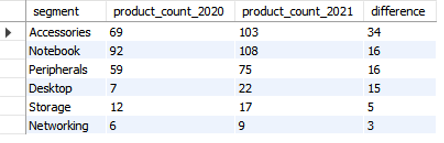 segment product_count_2020 product_count_2021 difference
Accessories 69 103 34
Notebook 92 108 16
Peripherals 59 75 16
Desktop 7 22 15
Storage 12 17 5
Networking 6 9 3